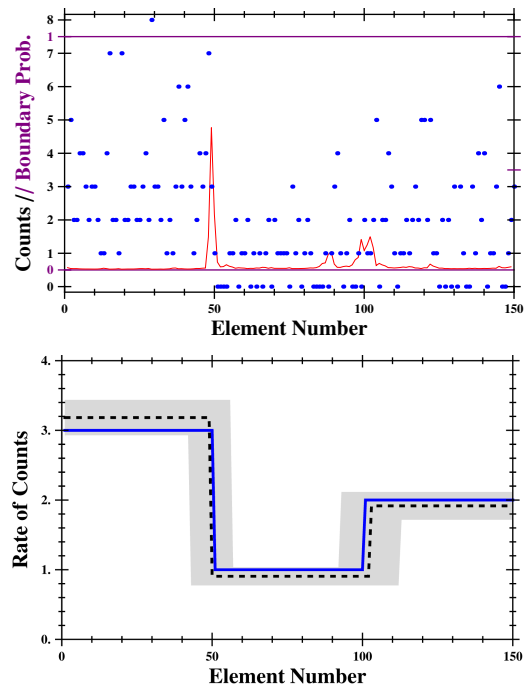 8
1
7
6
5
4
3
2
1
0
0
Counts // Boundary Prob.
0 50 100 150
Element Number
4.
3.
2.
1.
0.
Rate of Counts
0 50 100 150
Element Number